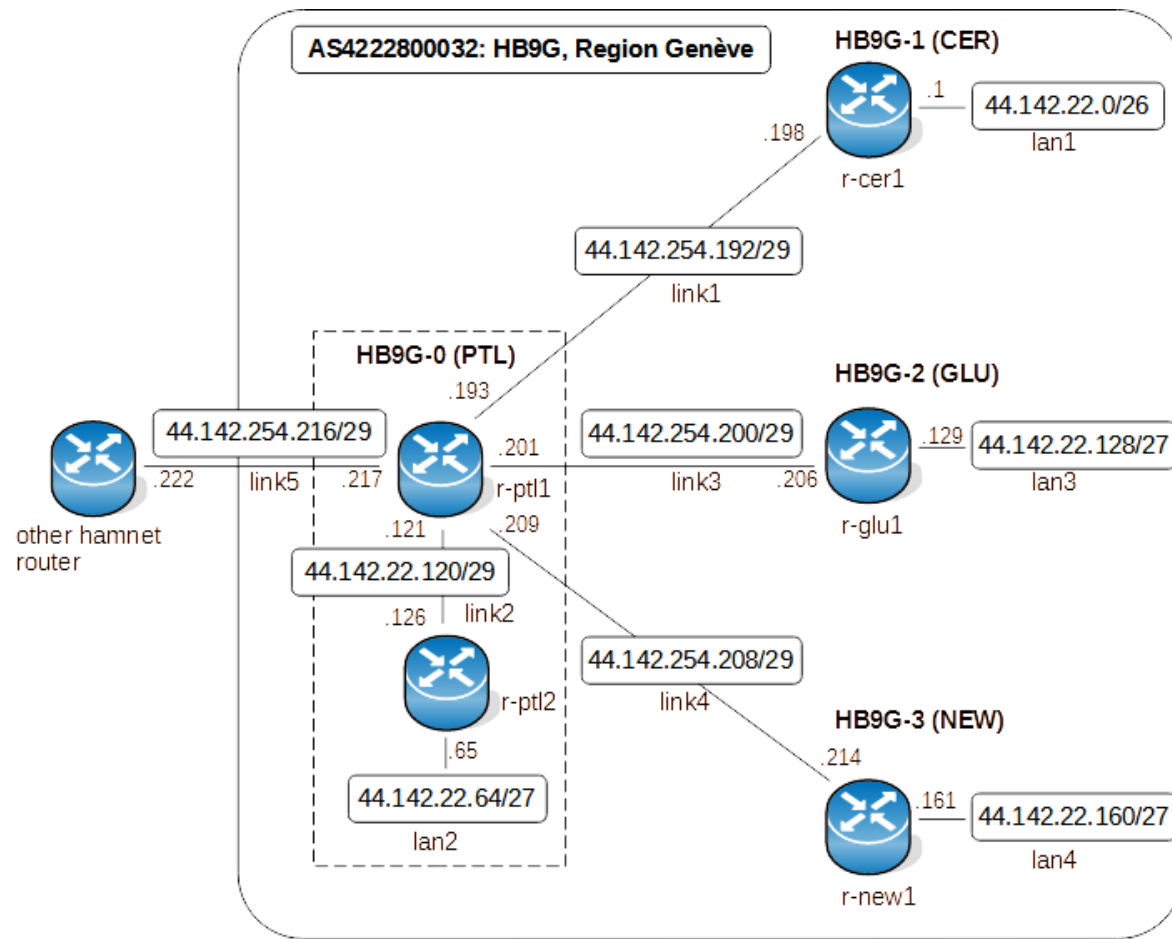 AS4222800032: HB9G, Region Genève
HB9G-1 (CER)
.1
44.142.22.0/26
lan1
.198
r-cer1
44.142.254.192/29
link1
HB9G-0 (PTL)
.193
HB9G-2 (GLU)
44.142.254.216/29
.222
link5
.217
other hamnet
router
r-ptl1
.201
44.142.254.200/29
link3
.206
.129
44.142.22.128/27
lan3
r-glu1
.121
.209
44.142.22.120/29
link2
.126
r-ptl2
.65
44.142.22.64/27
lan2
44.142.254.208/29
link4
HB9G-3 (NEW)
.214
.161
44.142.22.160/27
lan4
r-new1